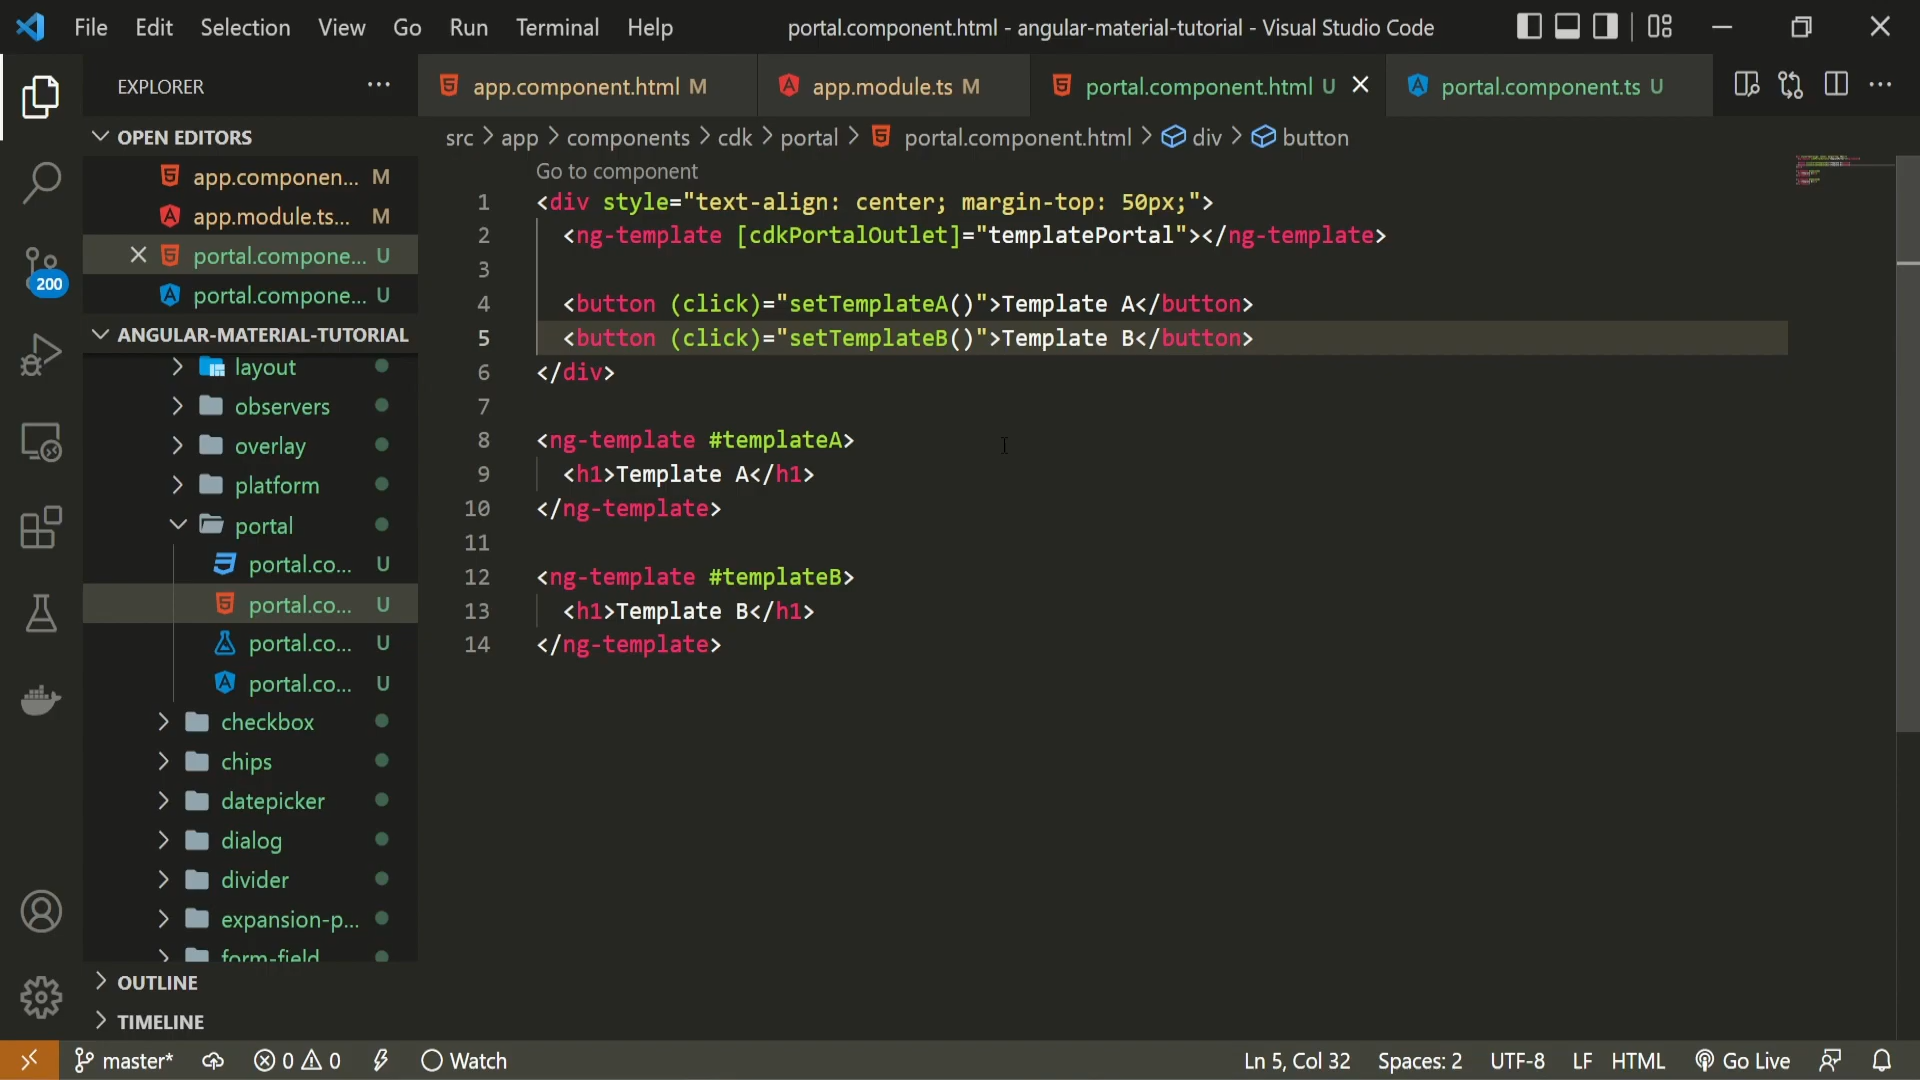 File Edit Selection View Go Run Terminal Help
portal.component.html - angular-material-tutorial - Visual Studio Code
EXPLORER
OPEN EDITORS
app.componen... M
app.module.ts... M
portal.compone... U
portal.compone... U
ANGULAR-MATERIAL-TUTORIAL
layout
observers
overlay
platform
portal
portal.co... U
portal.co... U
portal.co... U
portal.co... U
checkbox
chips
datepicker
dialog
divider
expansion-p...
form-field
OUTLINE
TIMELINE
200
app.component.html M
app.module.ts M
portal.component.html U
portal.component.ts U
src > app > components > cdk > portal > portal.component.html > div > button
Go to component
1 <div style="text-align: center; margin-top: 50px;">
2 <ng-template [cdkPortalOutlet]="templatePortal"></ng-template>
3
4 <button (click)="setTemplateA()">Template A</button>
5 <button (click)="setTemplateB()">Template B</button>
6 </div>
7
8 <ng-template #templateA>
9 <h1>Template A</h1>
10 </ng-template>
11
12 <ng-template #templateB>
13 <h1>Template B</h1>
14 </ng-template>
master* 0 0 Watch
Ln 5, Col 32 Spaces: 2 UTF-8 LF HTML Go Live